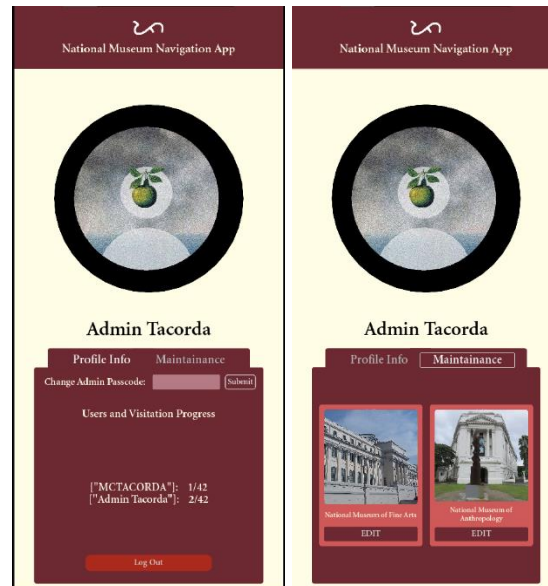 National Museum Navigation App
Admin Tacorda
Profile Info Maintainance
Change Admin Passcode: Submit
Users and Visitation Progress
["MCTACORDA"]: 1/42
["Admin Tacorda"]: 2/42
Log Out
National Museum Navigation App
Admin Tacorda
Profile Info Maintainance
National Museum of Fine Arts
EDIT
National Museum of
Anthropology
EDIT